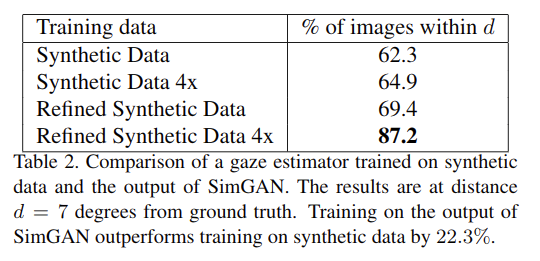 Training data % of images within d
Synthetic Data 62.3
Synthetic Data 4x 64.9
Refined Synthetic Data 69.4
Refined Synthetic Data 4x 87.2
Table 2. Comparison of a gaze estimator trained on synthetic
data and the output of SimGAN. The results are at distance
d = 7 degrees from ground truth. Training on the output of
SimGAN outperforms training on synthetic data by 22.3%.